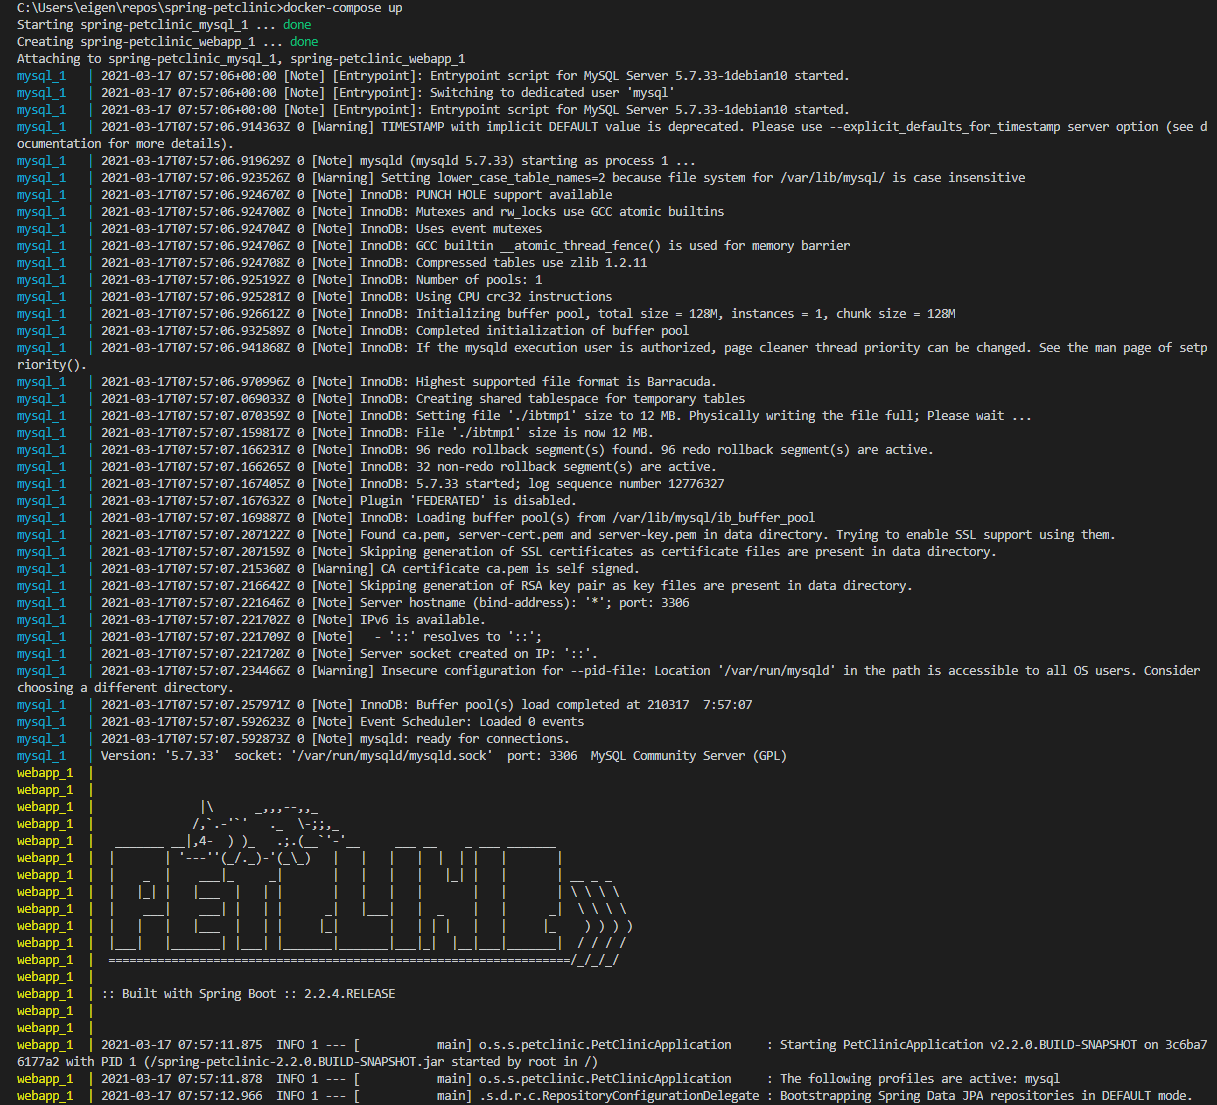 C:\Users\eigen\repos\spring-petclinic>docker-compose up
Starting spring-petclinic_mysql_1 ... done
Creating spring-petclinic_webapp_1 ... done
Attaching to spring-petclinic_mysql_1, spring-petclinic_webapp_1
mysql_1   | 2021-03-17 07:57:06+00:00 [Note] [Entrypoint]: Entrypoint script for MySQL Server 5.7.33-1debian10 started.
mysql_1   | 2021-03-17 07:57:06+00:00 [Note] [Entrypoint]: Switching to dedicated user 'mysql'
mysql_1   | 2021-03-17 07:57:06+00:00 [Note] [Entrypoint]: Entrypoint script for MySQL Server 5.7.33-1debian10 started.
mysql_1   | 2021-03-17T07:57:06.914363Z 0 [Warning] TIMESTAMP with implicit DEFAULT value is deprecated. Please use --explicit_defaults_for_timestamp server option (see d
ocumentation for more details).
mysql_1   | 2021-03-17T07:57:06.919629Z 0 [Note] mysqld (mysqld 5.7.33) starting as process 1 ...
mysql_1   | 2021-03-17T07:57:06.923526Z 0 [Warning] Setting lower_case_table_names=2 because file system for /var/lib/mysql/ is case insensitive
mysql_1   | 2021-03-17T07:57:06.924670Z 0 [Note] InnoDB: PUNCH HOLE support available
mysql_1   | 2021-03-17T07:57:06.924700Z 0 [Note] InnoDB: Mutexes and rw_locks use GCC atomic builtins
mysql_1   | 2021-03-17T07:57:06.924704Z 0 [Note] InnoDB: Uses event mutexes
mysql_1   | 2021-03-17T07:57:06.924706Z 0 [Note] InnoDB: GCC builtin __atomic_thread_fence() is used for memory barrier
mysql_1   | 2021-03-17T07:57:06.924708Z 0 [Note] InnoDB: Compressed tables use zlib 1.2.11
mysql_1   | 2021-03-17T07:57:06.925192Z 0 [Note] InnoDB: Number of pools: 1
mysql_1   | 2021-03-17T07:57:06.925281Z 0 [Note] InnoDB: Using CPU crc32 instructions
mysql_1   | 2021-03-17T07:57:06.926612Z 0 [Note] InnoDB: Initializing buffer pool, total size = 128M, instances = 1, chunk size = 128M
mysql_1   | 2021-03-17T07:57:06.932589Z 0 [Note] InnoDB: Completed initialization of buffer pool
mysql_1   | 2021-03-17T07:57:06.941868Z 0 [Note] InnoDB: If the mysqld execution user is authorized, page cleaner thread priority can be changed. See the man page of setp
riority().
mysql_1   | 2021-03-17T07:57:06.970996Z 0 [Note] InnoDB: Highest supported file format is Barracuda.
mysql_1   | 2021-03-17T07:57:07.069033Z 0 [Note] InnoDB: Creating shared tablespace for temporary tables
mysql_1   | 2021-03-17T07:57:07.070359Z 0 [Note] InnoDB: Setting file './ibtmp1' size to 12 MB. Physically writing the file full; Please wait ...
mysql_1   | 2021-03-17T07:57:07.159817Z 0 [Note] InnoDB: File './ibtmp1' size is now 12 MB.
mysql_1   | 2021-03-17T07:57:07.166231Z 0 [Note] InnoDB: 96 redo rollback segment(s) found. 96 redo rollback segment(s) are active.
mysql_1   | 2021-03-17T07:57:07.166265Z 0 [Note] InnoDB: 32 non-redo rollback segment(s) are active.
mysql_1   | 2021-03-17T07:57:07.167405Z 0 [Note] InnoDB: 5.7.33 started; log sequence number 12776327
mysql_1   | 2021-03-17T07:57:07.167632Z 0 [Note] Plugin 'FEDERATED' is disabled.
mysql_1   | 2021-03-17T07:57:07.169887Z 0 [Note] InnoDB: Loading buffer pool(s) from /var/lib/mysql/ib_buffer_pool
mysql_1   | 2021-03-17T07:57:07.207122Z 0 [Note] Found ca.pem, server-cert.pem and server-key.pem in data directory. Trying to enable SSL support using them.
mysql_1   | 2021-03-17T07:57:07.207159Z 0 [Note] Skipping generation of SSL certificates as certificate files are present in data directory.
mysql_1   | 2021-03-17T07:57:07.215360Z 0 [Warning] CA certificate ca.pem is self signed.
mysql_1   | 2021-03-17T07:57:07.216642Z 0 [Note] Skipping generation of RSA key pair as key files are present in data directory.
mysql_1   | 2021-03-17T07:57:07.221646Z 0 [Note] Server hostname (bind-address): '*'; port: 3306
mysql_1   | 2021-03-17T07:57:07.221702Z 0 [Note] IPv6 is available.
mysql_1   | 2021-03-17T07:57:07.221709Z 0 [Note]   - '::' resolves to '::';
mysql_1   | 2021-03-17T07:57:07.221720Z 0 [Note] Server socket created on IP: '::'.
mysql_1   | 2021-03-17T07:57:07.234466Z 0 [Warning] Insecure configuration for --pid-file: Location '/var/run/mysqld' in the path is accessible to all OS users. Consider
choosing a different directory.
mysql_1   | 2021-03-17T07:57:07.257971Z 0 [Note] InnoDB: Buffer pool(s) load completed at 210317  7:57:07
mysql_1   | 2021-03-17T07:57:07.592623Z 0 [Note] Event Scheduler: Loaded 0 events
mysql_1   | 2021-03-17T07:57:07.592873Z 0 [Note] mysqld: ready for connections.
mysql_1   | Version: '5.7.33'  socket: '/var/run/mysqld/mysqld.sock'  port: 3306  MySQL Community Server (GPL)
webapp_1  |
webapp_1  |
webapp_1  |               |\      _,,,--,,_
webapp_1  |              /,`.-'`'   ._  \-;;,_
webapp_1  |   _______ __|,4-  ) )_   .;.(__`'-'__     ___ __    _ ___ _______
webapp_1  |  |       | '---''(_/._)-'(_\_)   |   |   |   |  |  | |   |       |
webapp_1  |  |    _  |    ___|_     _|       |   |   |   |   |_| |   |       | __ _ _
webapp_1  |  |   |_| |   |___  |   | |       |   |   |   |       |   |       | \ \ \ \
webapp_1  |  |    ___|    ___| |   | |      _|   |___|   |  _    |   |      _|  \ \ \ \
webapp_1  |  |   |   |   |___  |   | |     |_|       |   | | |   |   |     |_    ) ) ) )
webapp_1  |  |___|   |_______| |___| |_______|_______|___|_|  |__|___|_______|  / / / /
webapp_1  |  ==================================================================/_/_/_/
webapp_1  |
webapp_1  | :: Built with Spring Boot :: 2.2.4.RELEASE
webapp_1  |
webapp_1  |
webapp_1  | 2021-03-17 07:57:11.875  INFO 1 --- [           main] o.s.s.petclinic.PetClinicApplication     : Starting PetClinicApplication v2.2.0.BUILD-SNAPSHOT on 3c6ba7
6177a2 with PID 1 (/spring-petclinic-2.2.0.BUILD-SNAPSHOT.jar started by root in /)
webapp_1  | 2021-03-17 07:57:11.878  INFO 1 --- [           main] o.s.s.petclinic.PetClinicApplication     : The following profiles are active: mysql
webapp_1  | 2021-03-17 07:57:12.966  INFO 1 --- [           main] .s.d.r.c.RepositoryConfigurationDelegate : Bootstrapping Spring Data JPA repositories in DEFAULT mode.